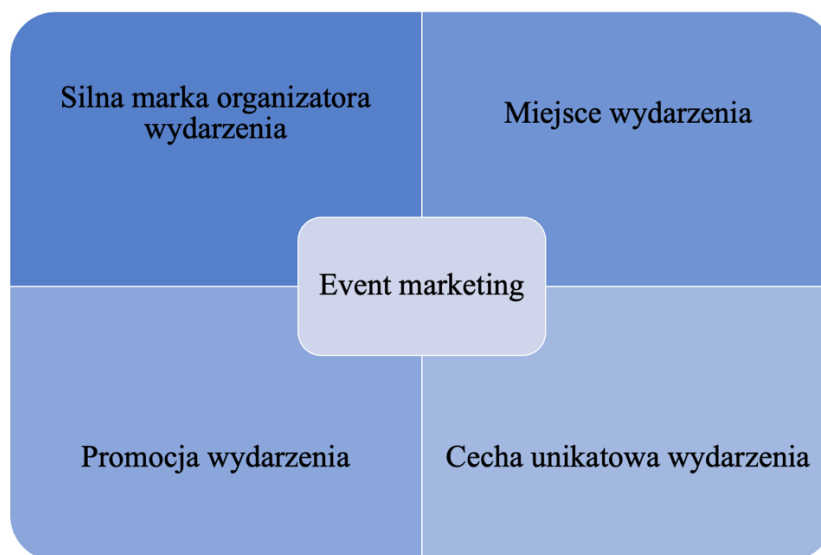 Silna marka organizatora
wydarzenia
Miejsce wydarzenia
Event marketing
Promocja wydarzenia
Cecha unikatowa wydarzenia